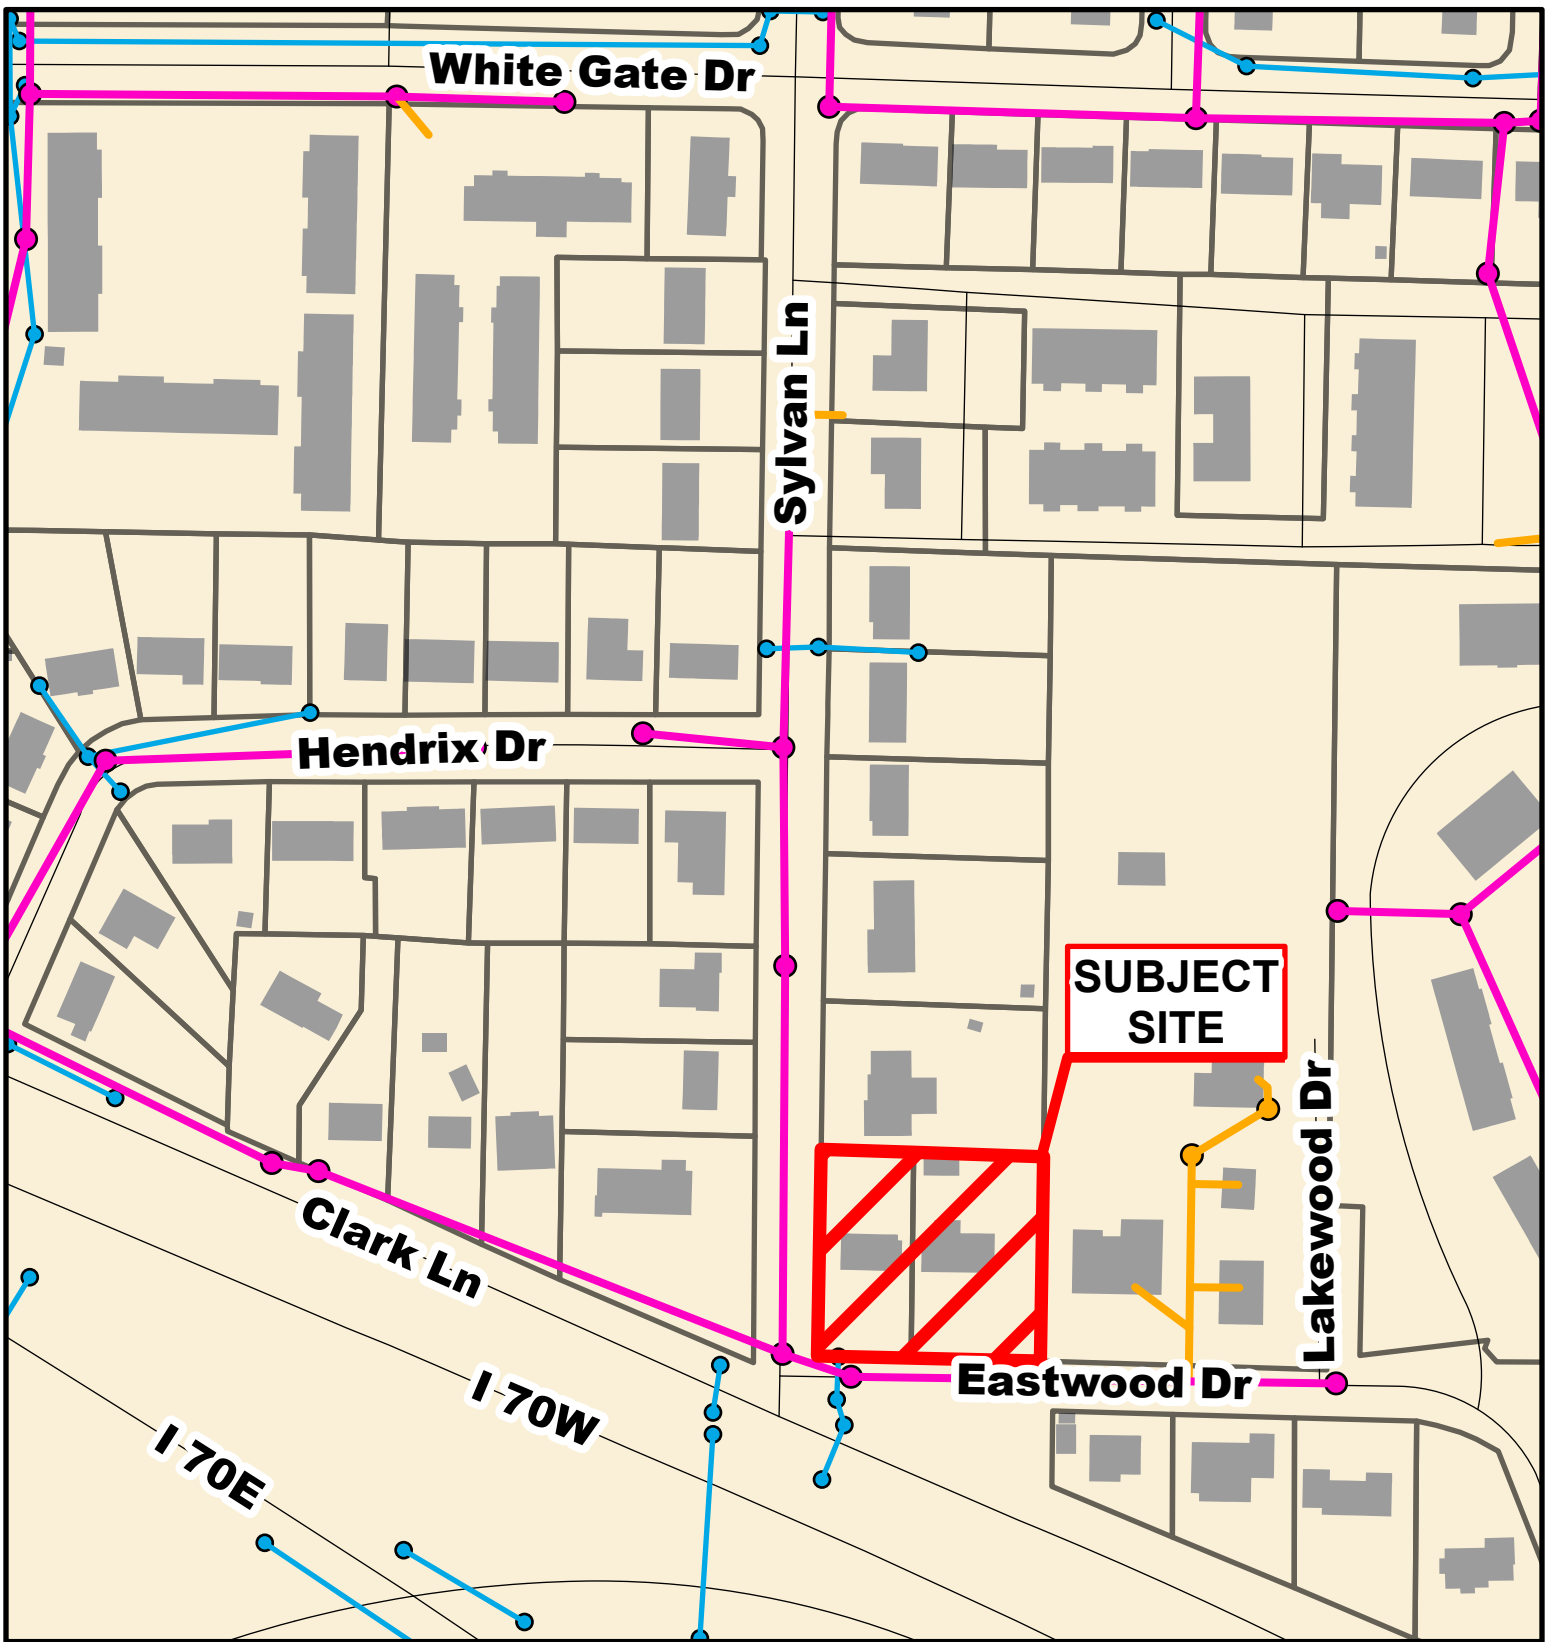 White Gate Dr
Sylvan Ln
Hendrix Dr
SUBJECT
SITE
Lakewood Dr
Clark Ln
Eastwood Dr
I 70W
I 70E